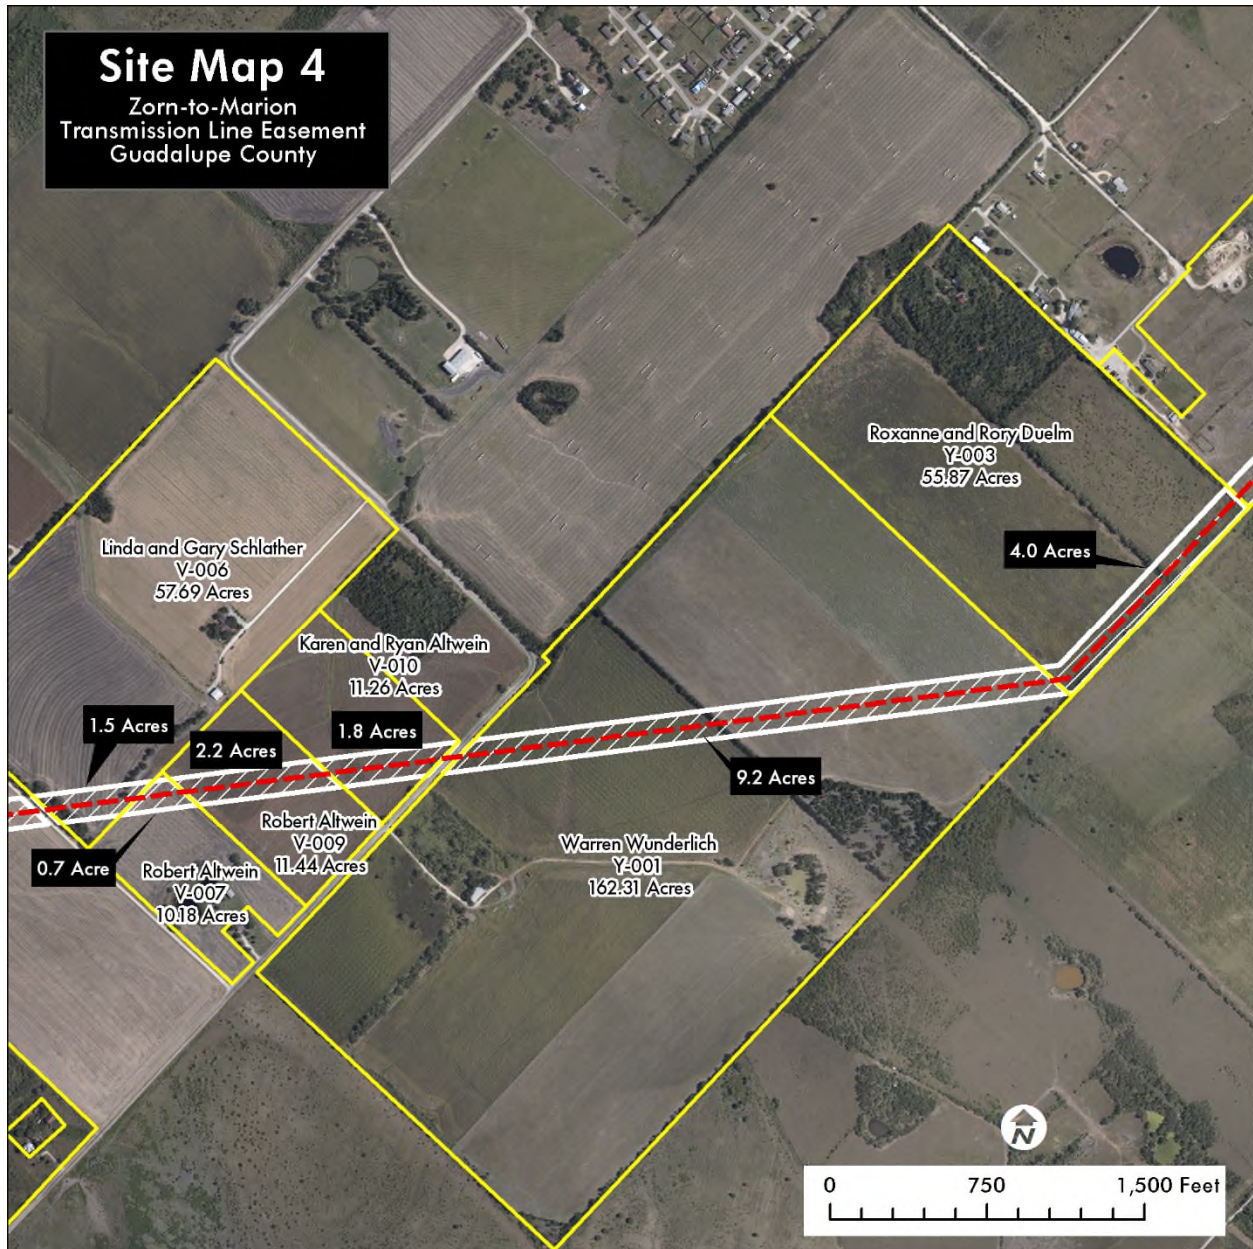 Site Map 4
Zorn-to-Marion
Transmission Line Easement
Guadalupe County
Roxanne and Rory Duelm
Y-003
55.87 Acres
4.0 Acres
Linda and Gary Schlather
V-006
57.69 Acres
Karen and Ryan Altwein
V-010
11.26 Acres
1.5 Acres
2.2 Acres
1.8 Acres
9.2 Acres
0.7 Acre
Robert Altwein
V-009
11.44 Acres
Robert Altwein
V-007
10.18 Acres
Warren Wunderlich
Y-001
162.31 Acres
N
0 750 1,500 Feet